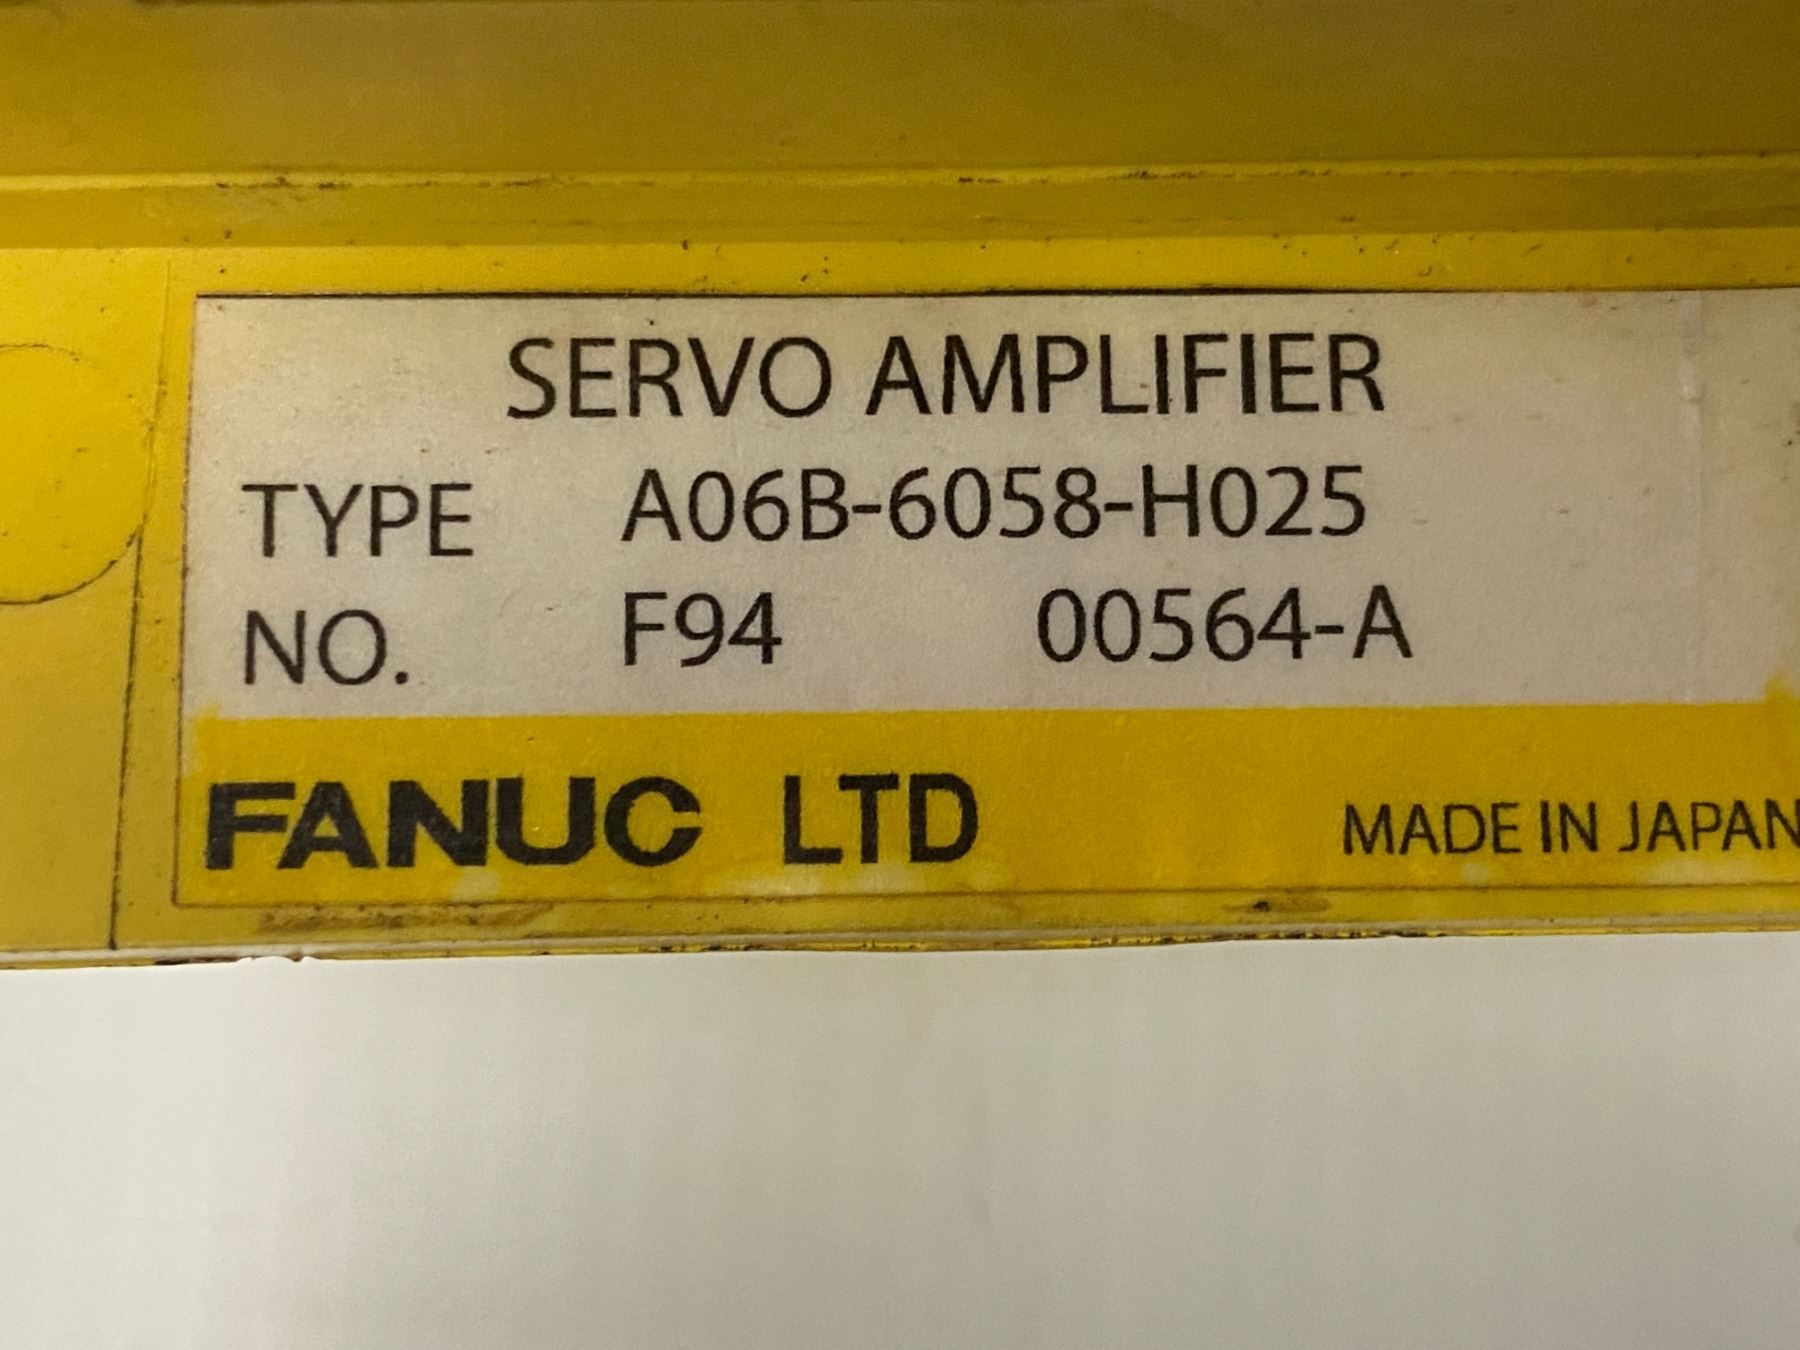 SERVO AMPLIFIER
TYPE A06B-6058-H025
NO. F94 00564-A
FANUC LTD MADE IN JAPAN